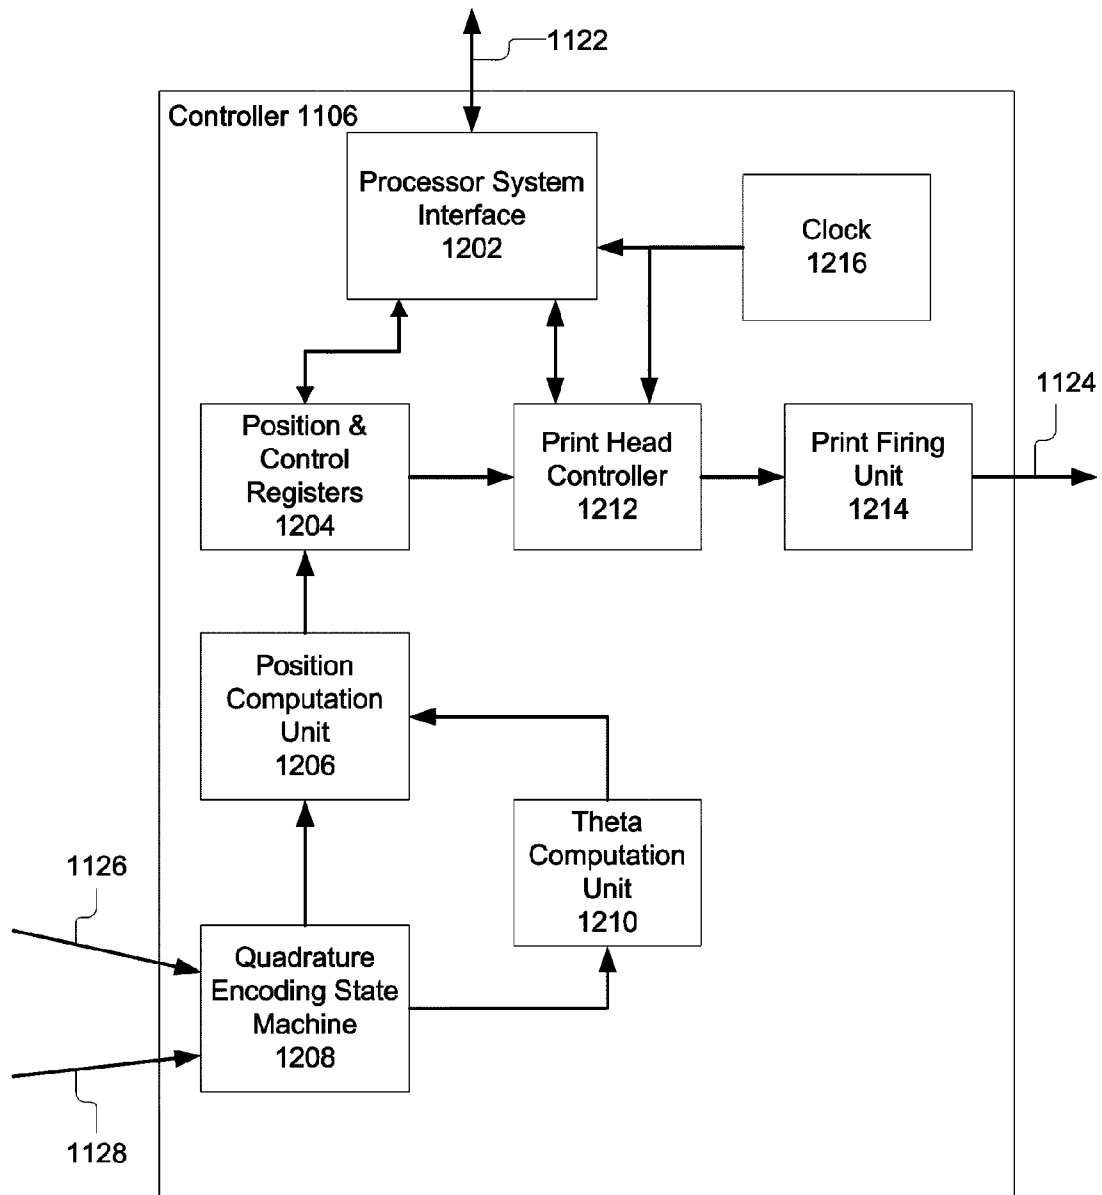 1122
Controller 1106
Processor System
Interface
1202
Clock
1216
1124
Position &
Control
Registers
1204
Print Head
Controller
1212
Print Firing
Unit
1214
Position
Computation
Unit
1206
Theta
Computation
Unit
1210
1126
Quadrature
Encoding State
Machine
1208
1128